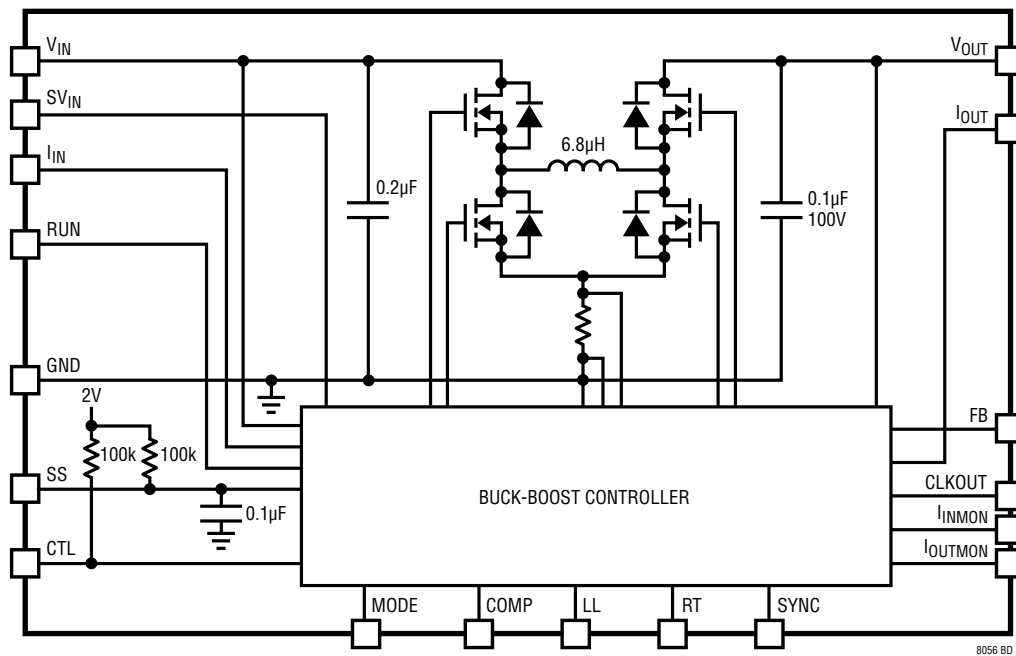 VIN
VOUT
SVIN
IOUT
IIN
6.8µH
0.2µF
0.1µF
100V
RUN
GND
2V
FB
100k
100k
SS
CLKOUT
BUCK-BOOST CONTROLLER
0.1µF
IINMON
CTL
IOUTMON
MODE
COMP
LL
RT
SYNC
8056 BD